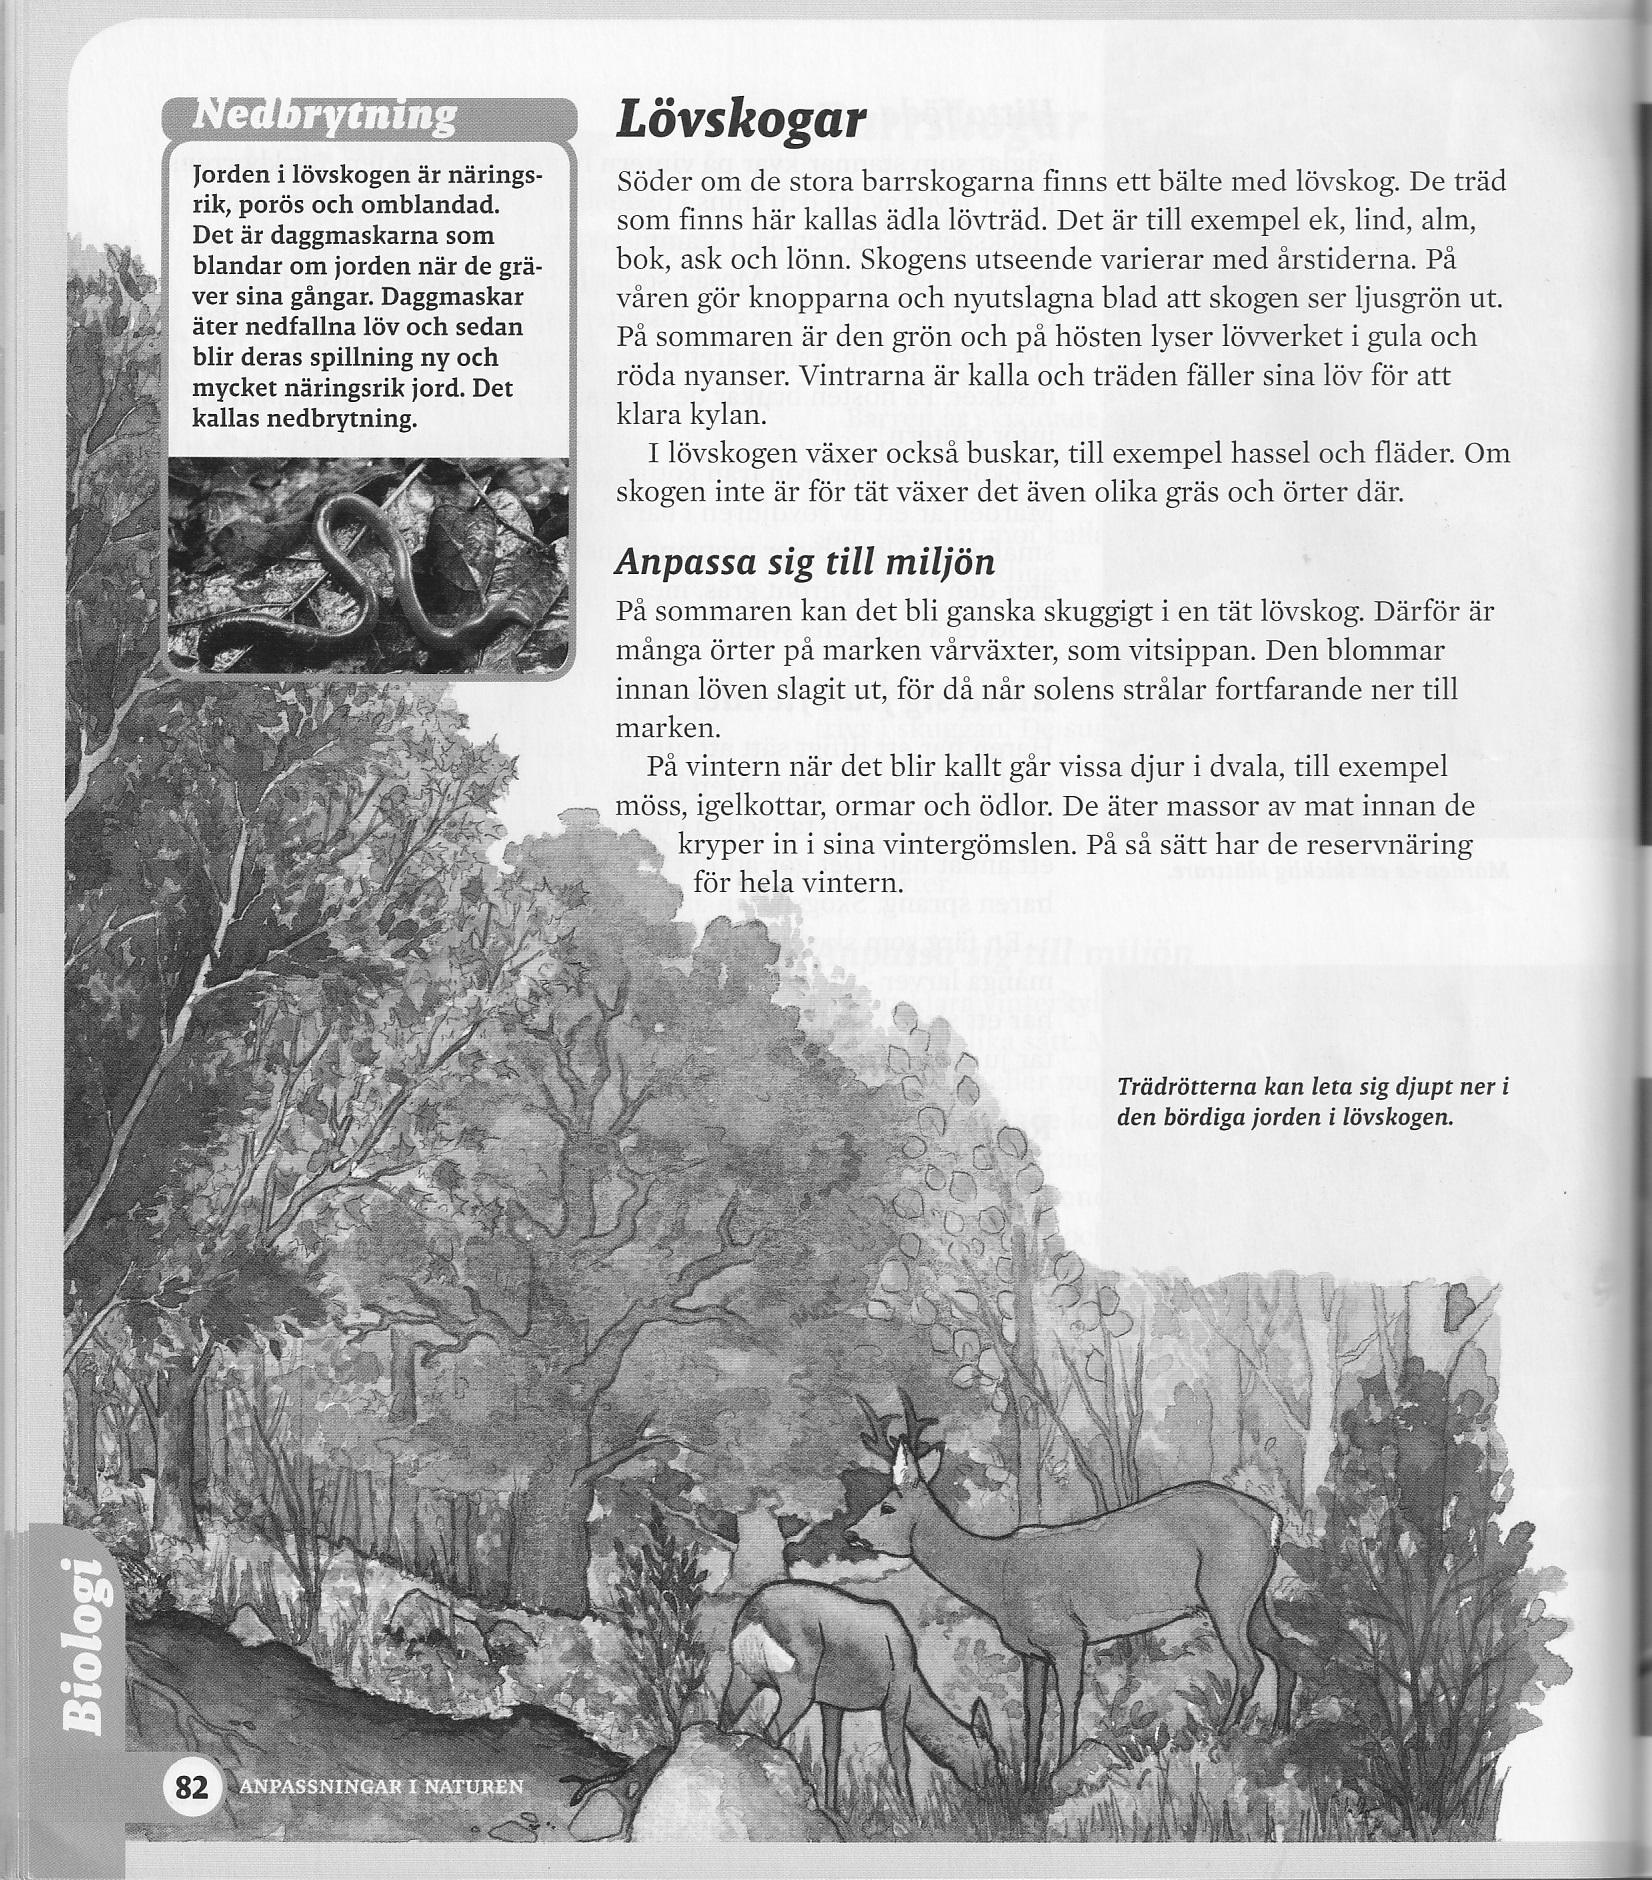 Nedbrytning
Jorden i lövskogen är närings-
rik, porös och omblandad.
Det är daggmaskarna som
blandar om jorden när de grä-
ver sina gångar. Daggmaskar
äter nedfallna löv och sedan
blir deras spillning ny och
mycket näringsrik jord. Det
kallas nedbrytning.
Lövskogar
Söder om de stora barrskogarna finns ett bälte med lövskog. De träd
som finns här kallas ädla lövträd. Det är till exempel ek, lind, alm,
bok, ask och lönn. Skogens utseende varierar med årstiderna. På
våren gör knopparna och nyutslagna blad att skogen ser ljusgrön ut.
På sommaren är den grön och på hösten lyser lövverket i gula och
röda nyanser. Vintrarna är kalla och träden fäller sina löv för att
klara kylan.
I lövskogen växer också buskar, till exempel hassel och fläder. Om
skogen inte är för tät växer det även olika gräs och örter där.
Anpassa sig till miljön
På sommaren kan det bli ganska skuggigt i en tät lövskog. Därför är
många örter på marken vårväxter, som vitsippan. Den blommar
innan löven slagit ut, för då når solens strålar fortfarande ner till
marken.
På vintern när det blir kallt går vissa djur i dvala, till exempel
möss, igelkottar, ormar och ödlor. De äter massor av mat innan de
kryper in i sina vintergömslen. På så sätt har de reservnäring
för hela vintern.
Trädrötterna kan leta sig djupt ner i
den bördiga jorden i lövskogen.
Biologi
82 ANPASSNINGAR I NATUREN